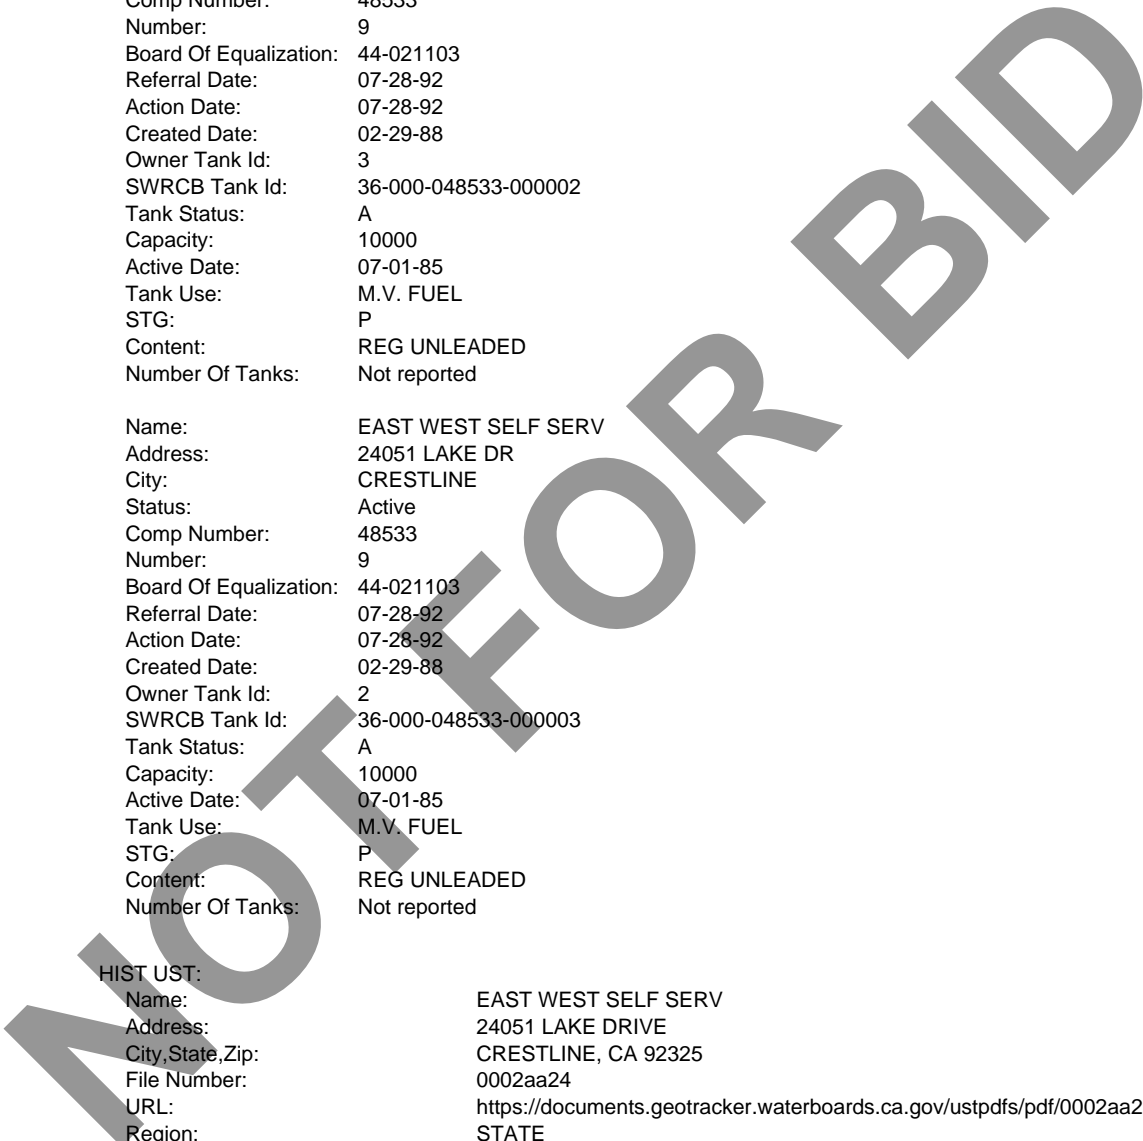 Comp Number: 48533
Number: 9
Board Of Equalization: 44-021103
Referral Date: 07-28-92
Action Date: 07-28-92
Created Date: 02-29-88
Owner Tank Id: 3
SWRCB Tank Id: 36-000-048533-000002
Tank Status: A
Capacity: 10000
Active Date: 07-01-85
Tank Use: M.V. FUEL
STG: P
Content: REG UNLEADED
Number Of Tanks: Not reported
Name: EAST WEST SELF SERV
Address: 24051 LAKE DR
City: CRESTLINE
Status: Active
Comp Number: 48533
Number: 9
Board Of Equalization: 44-021103
Referral Date: 07-28-92
Action Date: 07-28-92
Created Date: 02-29-88
Owner Tank Id: 2
SWRCB Tank Id: 36-000-048533-000003
Tank Status: A
Capacity: 10000
Active Date: 07-01-85
Tank Use: M.V. FUEL
STG: P
Content: REG UNLEADED
Number Of Tanks: Not reported
HIST UST:
Name: EAST WEST SELF SERV
Address: 24051 LAKE DRIVE
City,State,Zip: CRESTLINE, CA 92325
File Number: 0002aa24
URL: https://documents.geotracker.waterboards.ca.gov/ustpdfs/pdf/0002aa2
Region: STATE
NOT FOR BID